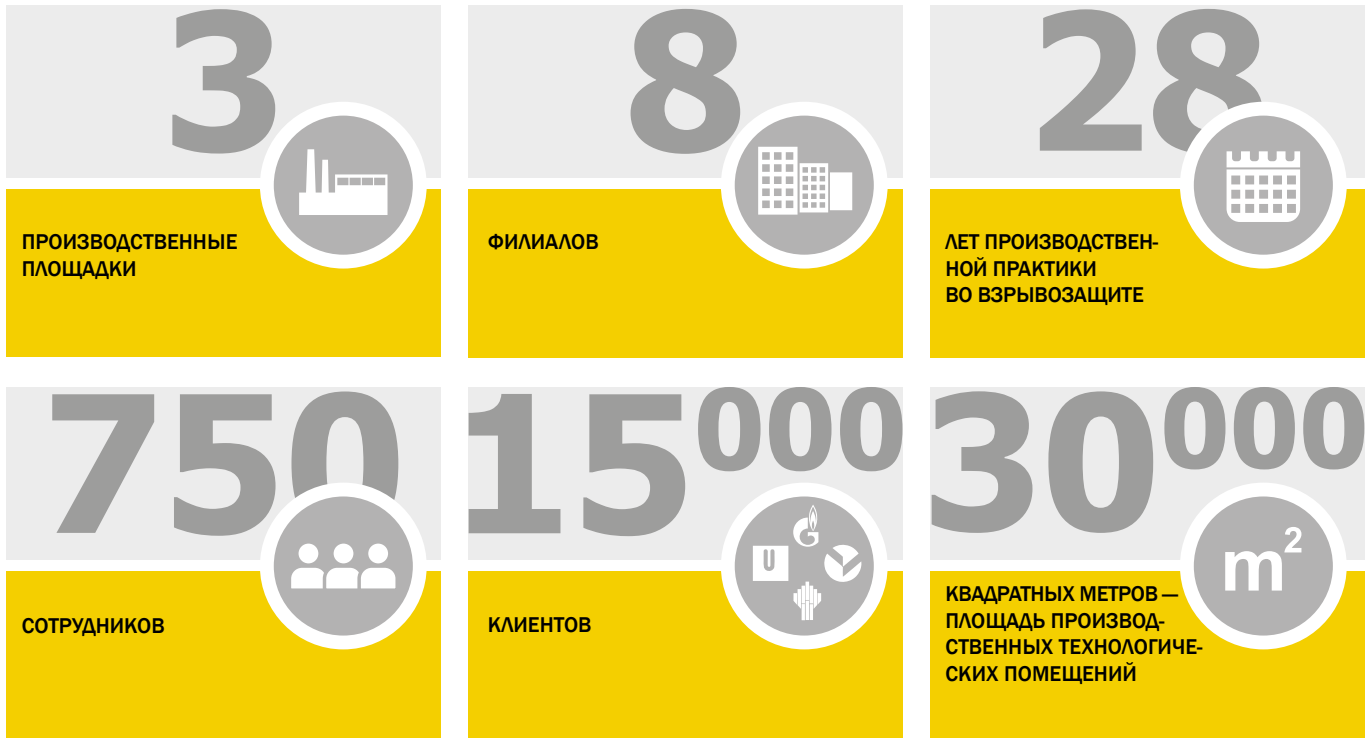 3
ПРОИЗВОДСТВЕННЫЕ
ПЛОЩАДКИ
8
ФИЛИАЛОВ
28
ЛЕТ ПРОИЗВОДСТВЕН-
НОЙ ПРАКТИКИ
ВО ВЗРЫВОЗАЩИТЕ
750
СОТРУДНИКОВ
15000
G
U
КЛИЕНТОВ
30000
m²
КВАДРАТНЫХ МЕТРОВ —
ПЛОЩАДЬ ПРОИЗВОД-
СТВЕННЫХ ТЕХНОЛОГИЧЕ-
СКИХ ПОМЕЩЕНИЙ